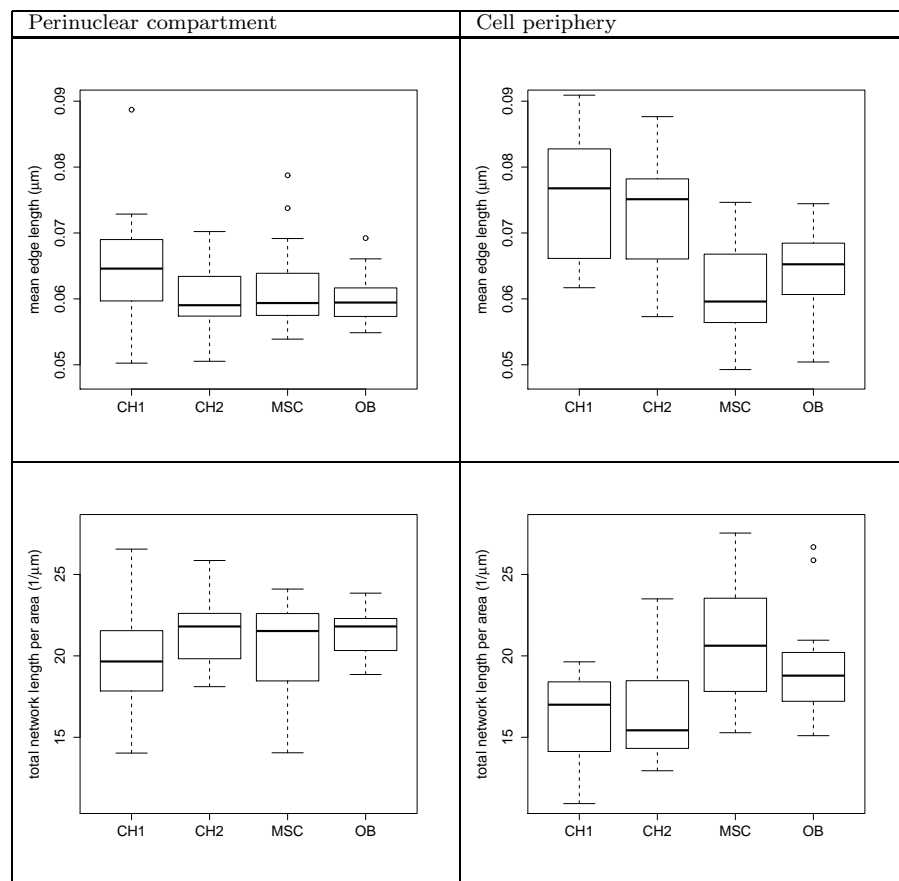 Perinuclear compartment
Cell periphery
mean edge length (μm)
0.05 0.06 0.07 0.08 0.09
CH1 CH2 MSC OB
mean edge length (μm)
0.05 0.06 0.07 0.08 0.09
CH1 CH2 MSC OB
total network length per area (1/μm)
15 20 25
CH1 CH2 MSC OB
total network length per area (1/μm)
15 20 25
CH1 CH2 MSC OB